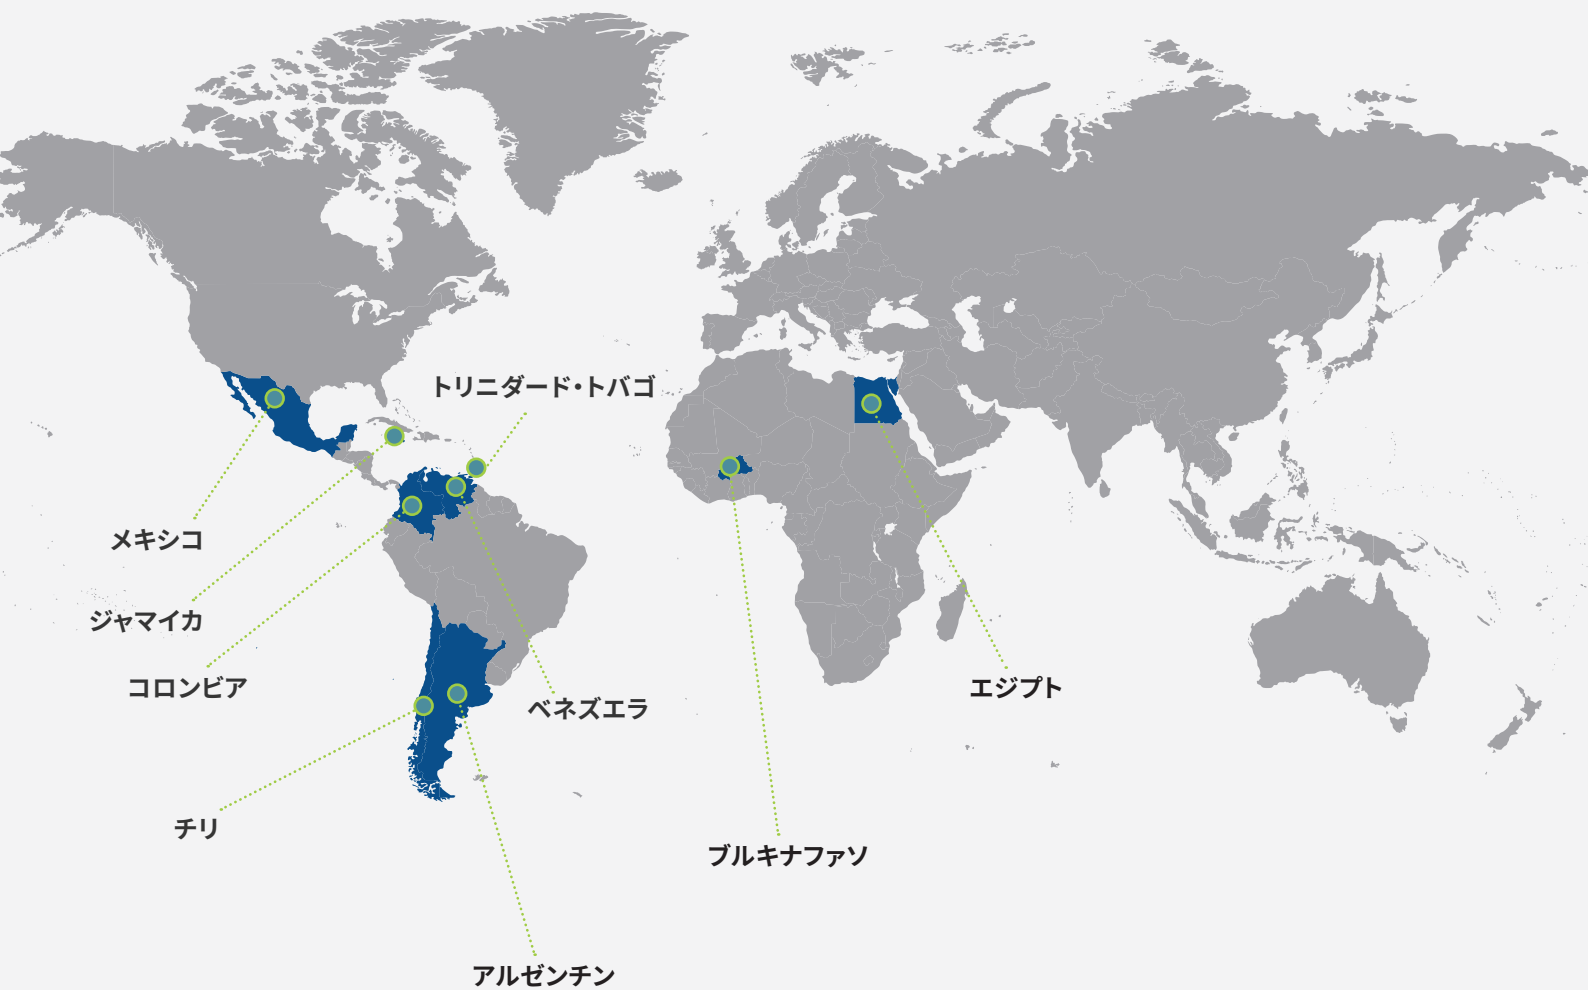 トリニダード・トバゴ
メキシコ
ジャマイカ
コロンビア
ベネズエラ
エジプト
チリ
ブルキナファソ
アルゼンチン